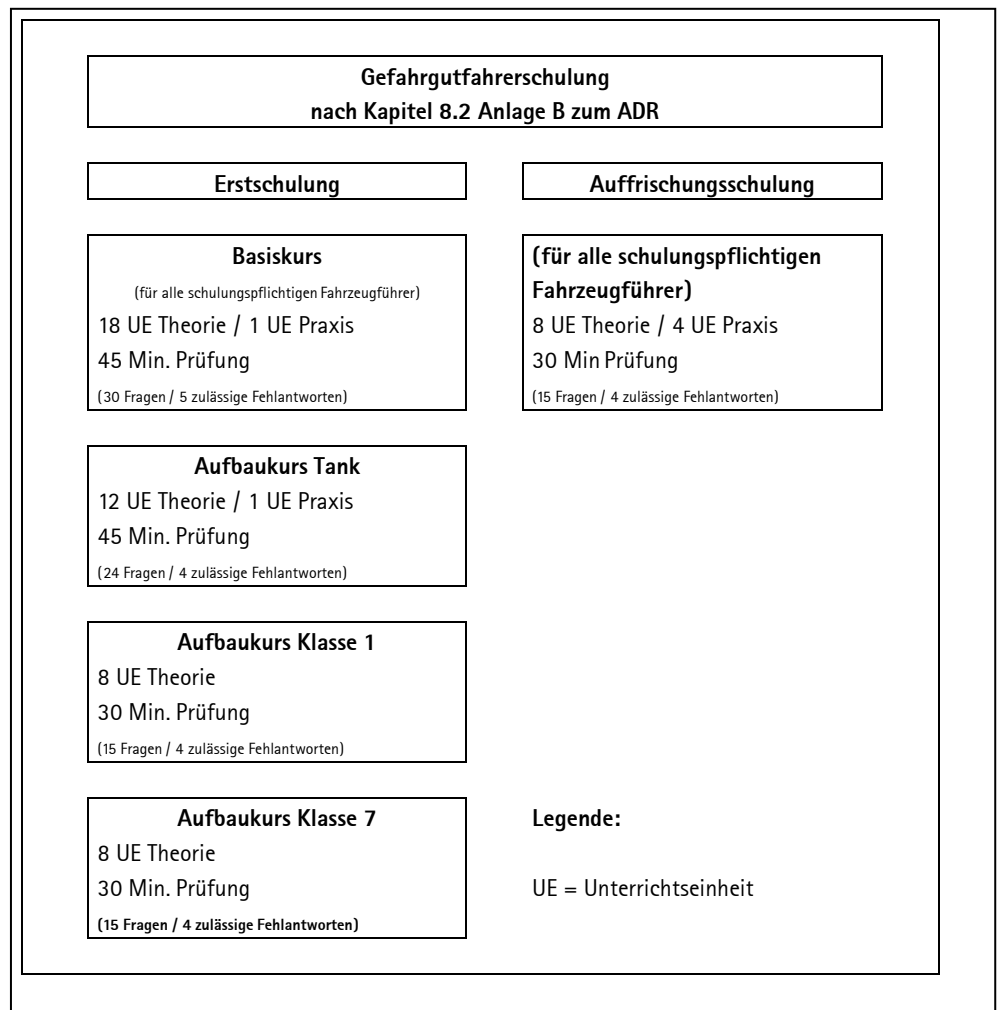 Gefahrgutfahrerschulung
nach Kapitel 8.2 Anlage B zum ADR
Erstschulung
Auffrischungsschulung
Basiskurs
(für alle schulungspflichtigen Fahrzeugführer)
18 UE Theorie / 1 UE Praxis
45 Min. Prüfung
(30 Fragen / 5 zulässige Fehlantworten)
(für alle schulungspflichtigen
Fahrzeugführer)
8 UE Theorie / 4 UE Praxis
30 Min Prüfung
(15 Fragen / 4 zulässige Fehlantworten)
Aufbaukurs Tank
12 UE Theorie / 1 UE Praxis
45 Min. Prüfung
(24 Fragen / 4 zulässige Fehlantworten)
Aufbaukurs Klasse 1
8 UE Theorie
30 Min. Prüfung
(15 Fragen / 4 zulässige Fehlantworten)
Aufbaukurs Klasse 7
8 UE Theorie
30 Min. Prüfung
(15 Fragen / 4 zulässige Fehlantworten)
Legende:
UE = Unterrichtseinheit